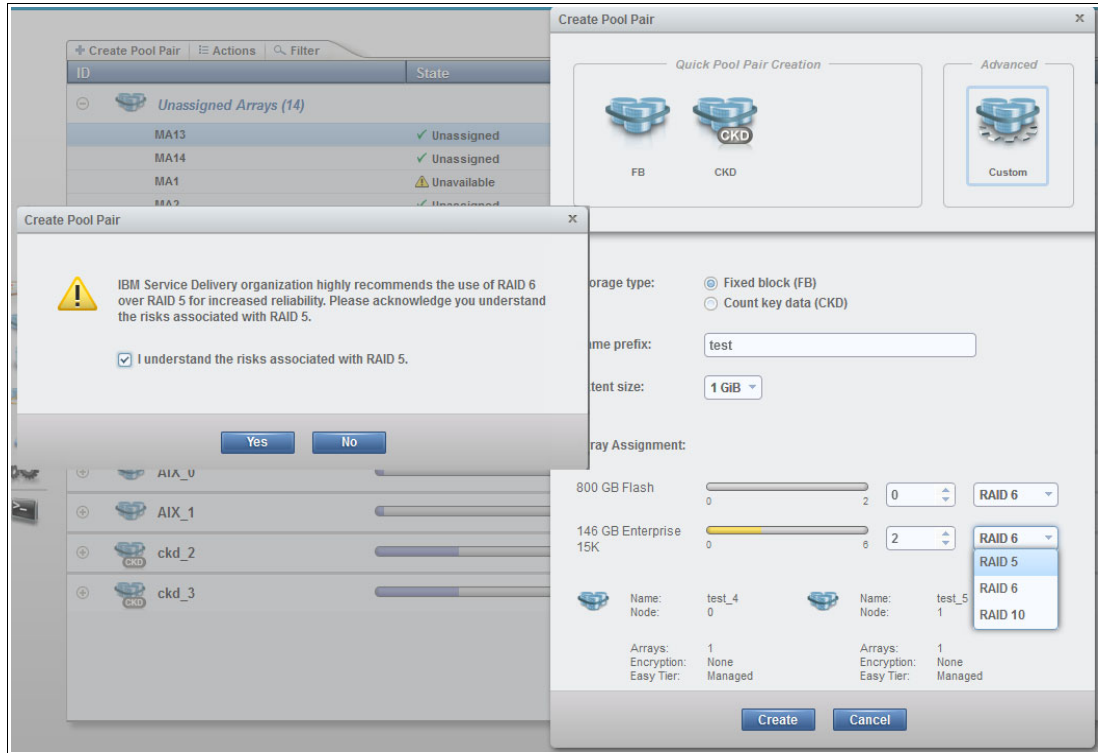 Create Pool Pair x
Quick Pool Pair Creation
Advanced
FB
CKD
CKD
Custom
Create Pool Pair
Actions
Filter
ID
State
Unassigned Arrays (14)
MA13 Unassigned
MA14 Unassigned
MA1 Unavailable
MA2 Unassigned
Create Pool Pair x
IBM Service Delivery organization highly recommends the use of RAID 6
over RAID 5 for increased reliability. Please acknowledge you understand
the risks associated with RAID 5.
I understand the risks associated with RAID 5.
Yes No
orage type: Fixed block (FB)
Count key data (CKD)
me prefix: test
tent size: 1 GiB
ray Assignment:
800 GB Flash 0 2 0 RAID 6
146 GB Enterprise
15K 0 6 2 RAID 6
RAID 5
RAID 6
RAID 10
Name: test_4
Node: 0
Arrays: 1
Encryption: None
Easy Tier: Managed
Name: test_5
Node: 1
Arrays: 1
Encryption: None
Easy Tier: Managed
Create Cancel
AIX_0
AIX_1
CKD
ckd_2
CKD
ckd_3